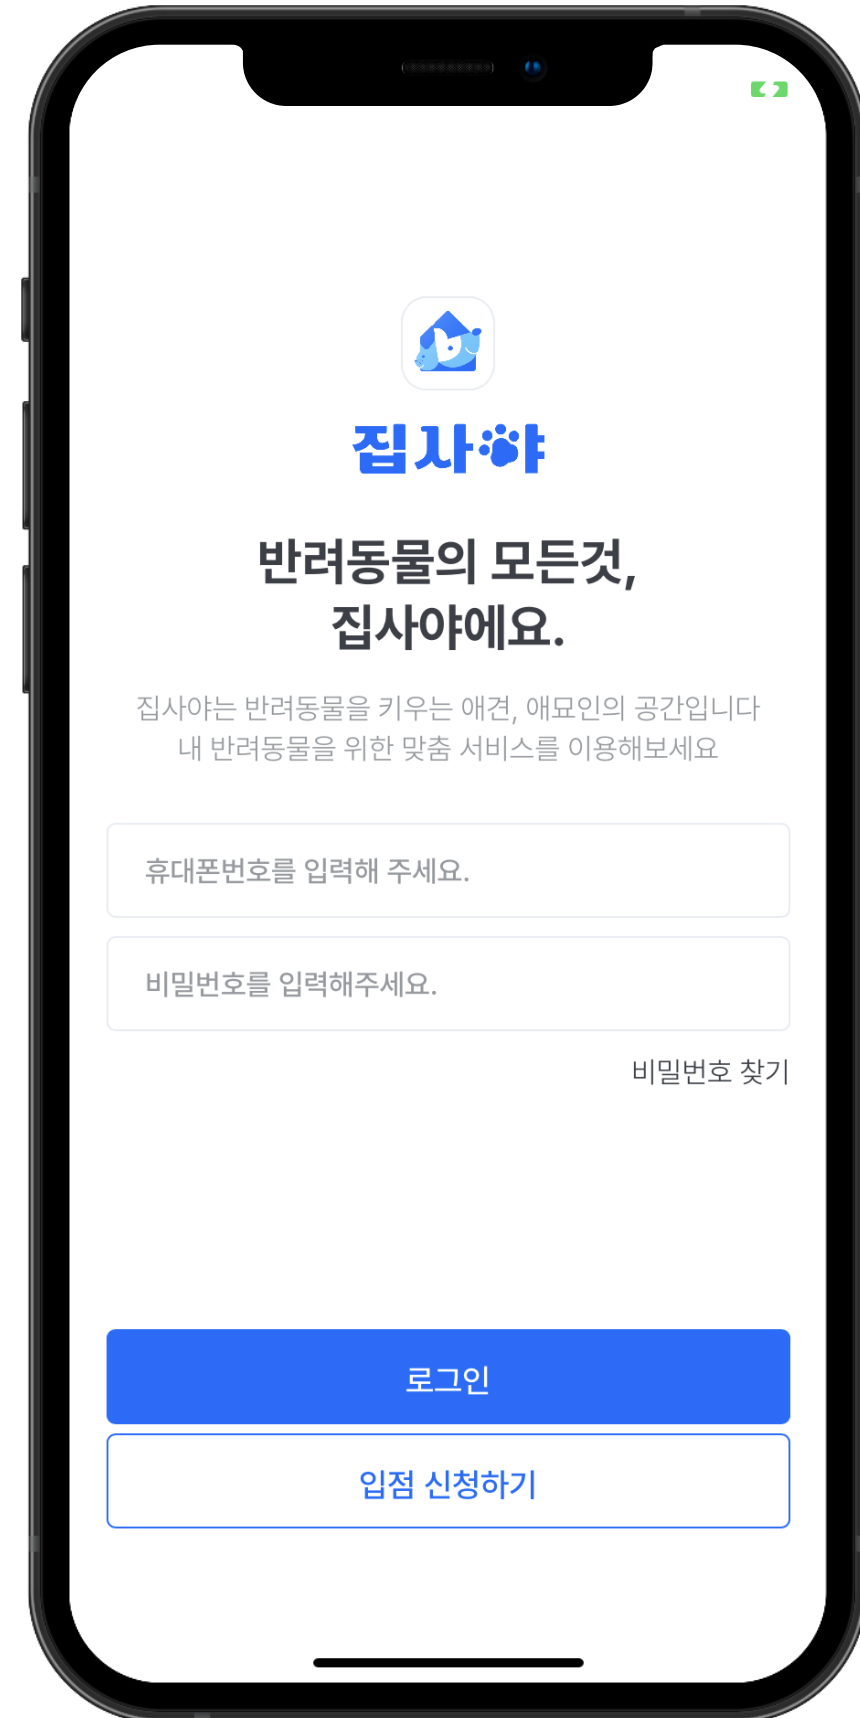 집사야
반려동물의 모든것,
집사야에요.
집사야는 반려동물을 키우는 애견, 애묘인의 공간입니다
내 반려동물을 위한 맞춤 서비스를 이용해보세요
휴대폰번호를 입력해 주세요.
비밀번호를 입력해주세요.
비밀번호 찾기
로그인
입점 신청하기